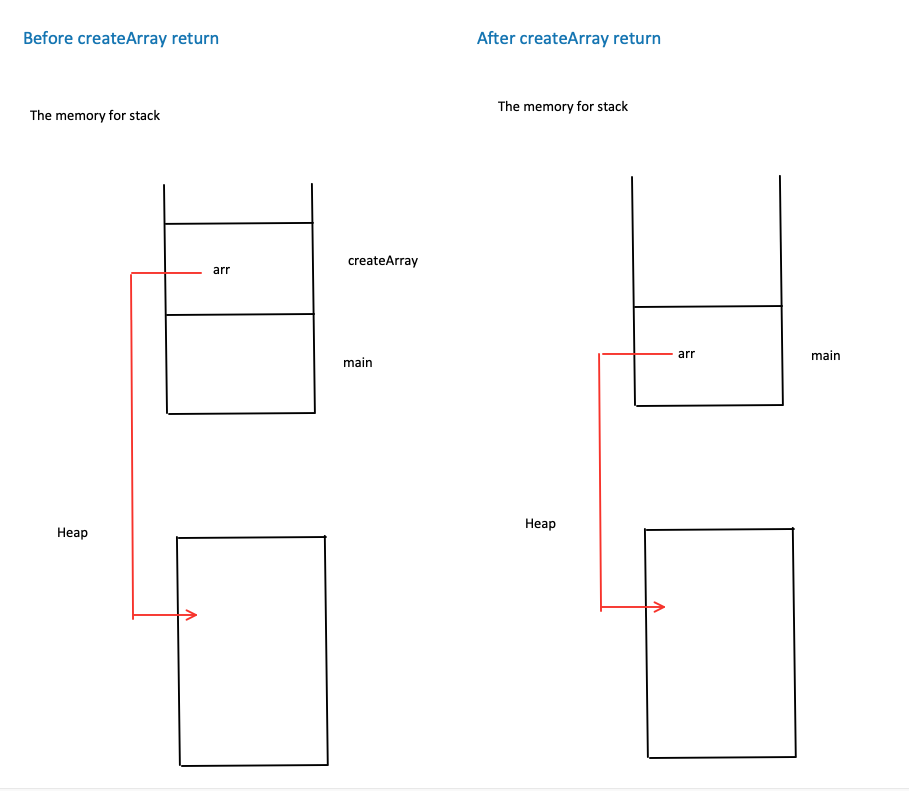 Before createArray return
After createArray return
The memory for stack
The memory for stack
arr
createArray
main
arr
main
Heap
Heap